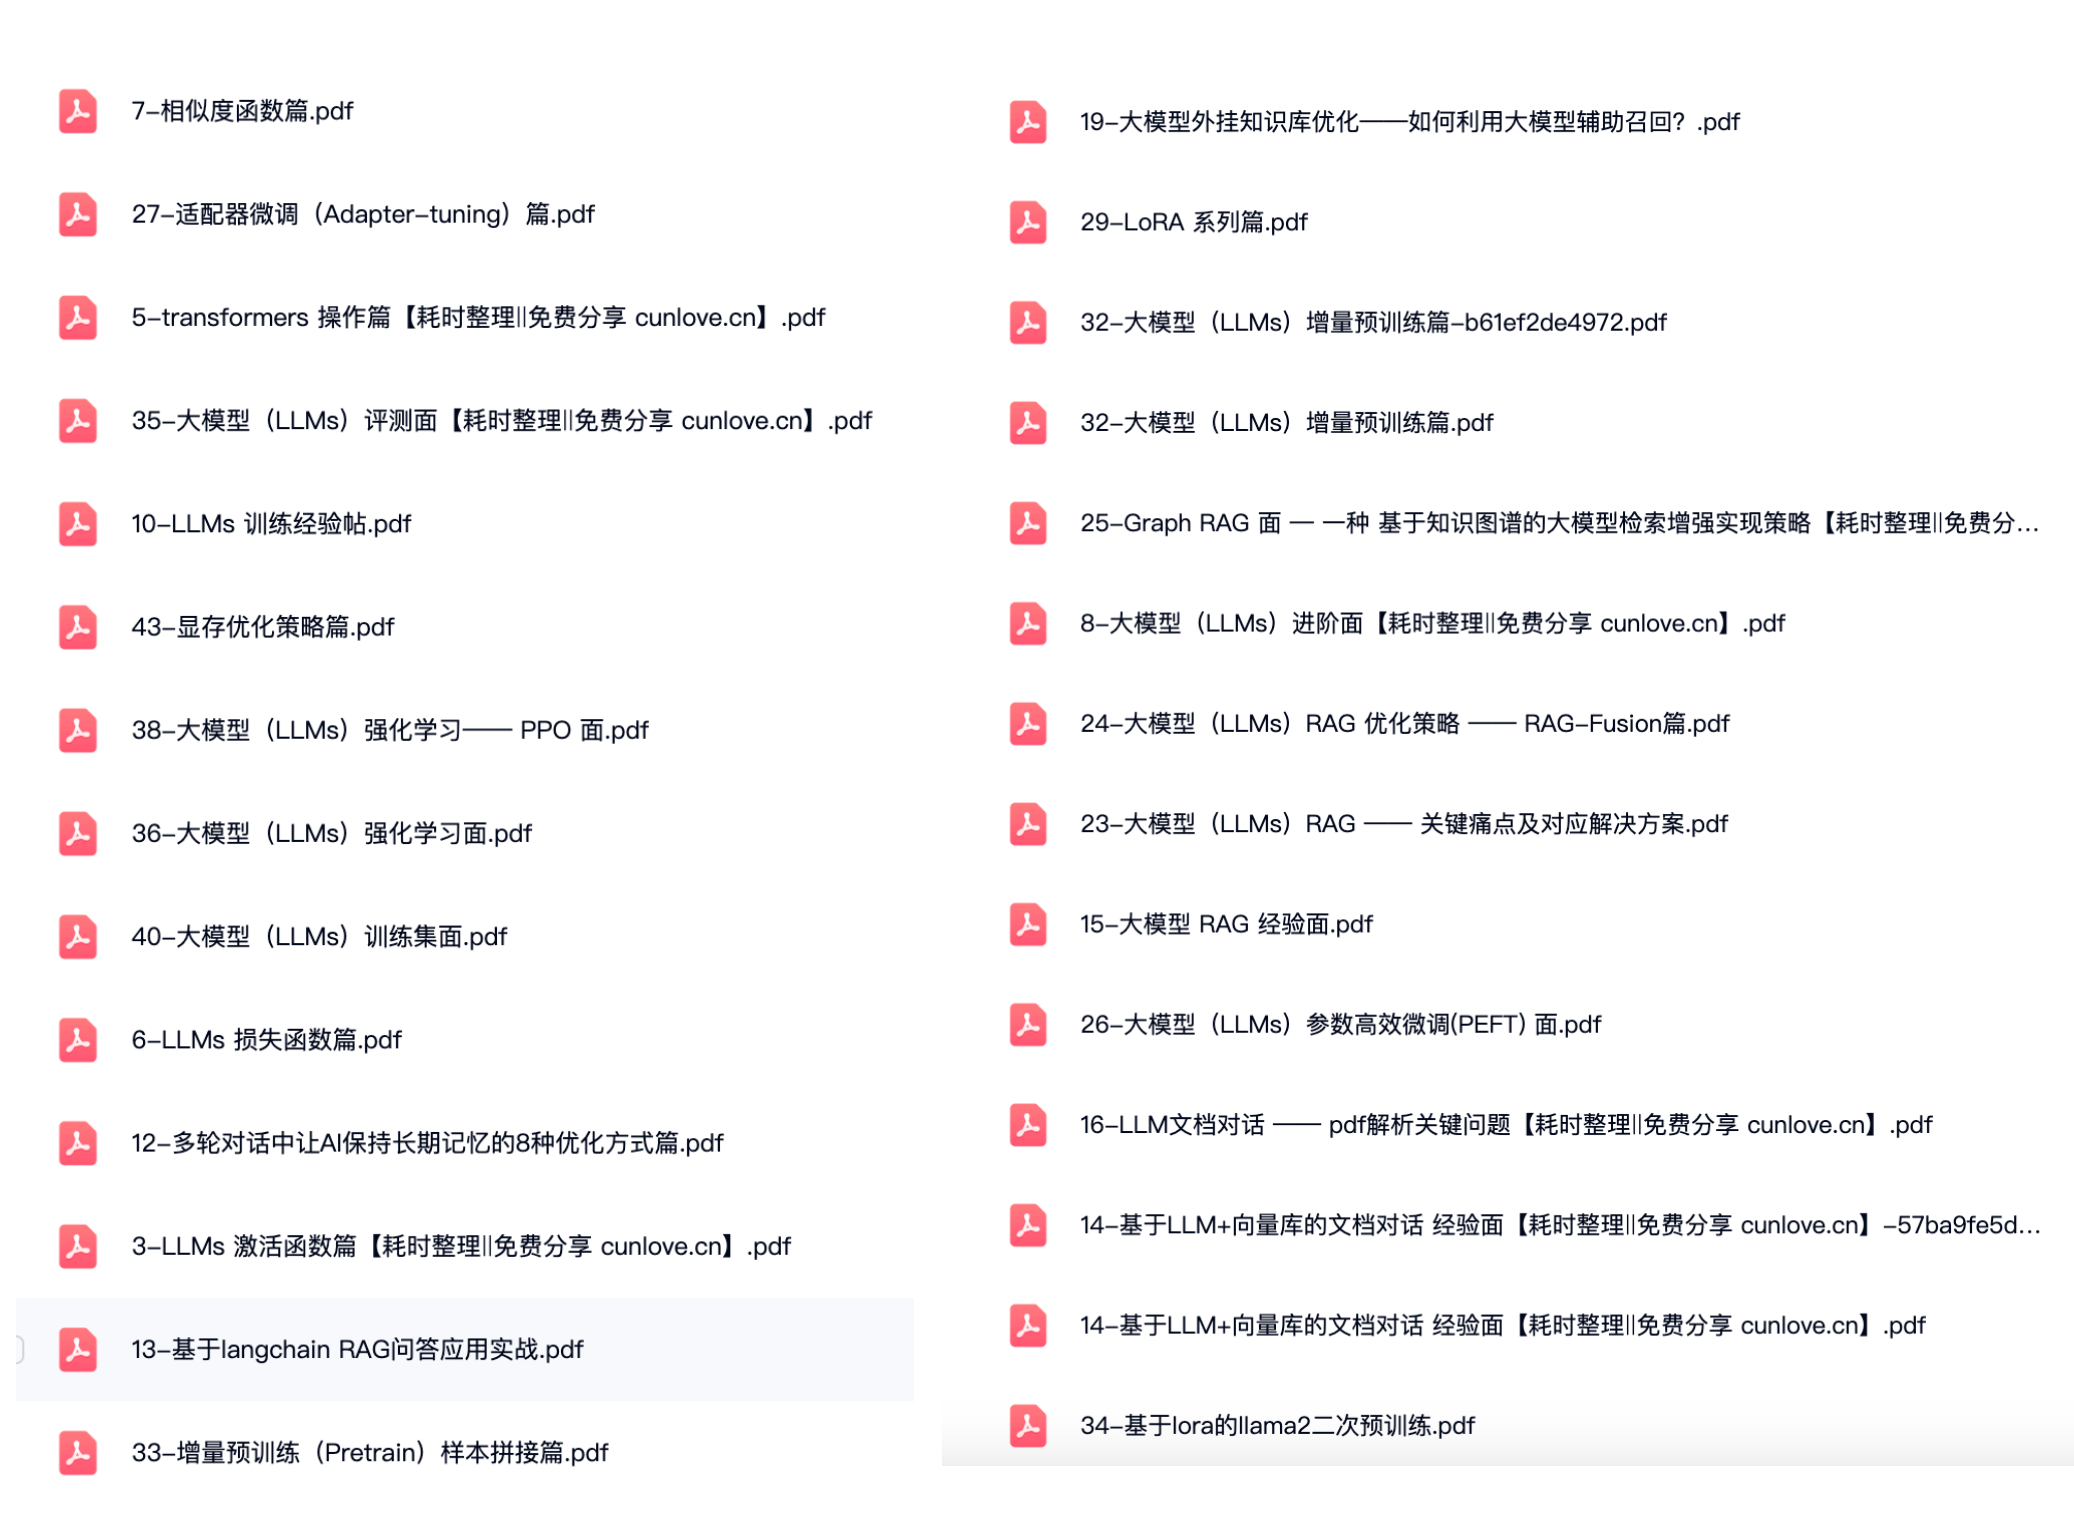 7-相似度函数篇.pdf
27-适配器微调（Adapter-tuning）篇.pdf
5-transformers 操作篇【耗时整理||免费分享 cunlove.cn】.pdf
35-大模型（LLMs）评测面【耗时整理||免费分享 cunlove.cn】.pdf
10-LLMs 训练经验帖.pdf
43-显存优化策略篇.pdf
38-大模型（LLMs）强化学习—— PPO 面.pdf
36-大模型（LLMs）强化学习面.pdf
40-大模型（LLMs）训练集面.pdf
6-LLMs 损失函数篇.pdf
12-多轮对话中让AI保持长期记忆的8种优化方式篇.pdf
3-LLMs 激活函数篇【耗时整理||免费分享 cunlove.cn】.pdf
13-基于langchain RAG问答应用实战.pdf
33-增量预训练（Pretrain）样本拼接篇.pdf
19-大模型外挂知识库优化——如何利用大模型辅助召回？.pdf
29-LoRA 系列篇.pdf
32-大模型（LLMs）增量预训练篇-b61ef2de4972.pdf
32-大模型（LLMs）增量预训练篇.pdf
25-Graph RAG 面 — 一种 基于知识图谱的大模型检索增强实现策略【耗时整理||免费分...
8-大模型（LLMs）进阶面【耗时整理||免费分享 cunlove.cn】.pdf
24-大模型（LLMs）RAG 优化策略 —— RAG-Fusion篇.pdf
23-大模型（LLMs）RAG —— 关键痛点及对应解决方案.pdf
15-大模型 RAG 经验面.pdf
26-大模型（LLMs）参数高效微调(PEFT) 面.pdf
16-LLM文档对话 —— pdf解析关键问题【耗时整理||免费分享 cunlove.cn】.pdf
14-基于LLM+向量库的文档对话 经验面【耗时整理||免费分享 cunlove.cn】-57ba9fe5d...
14-基于LLM+向量库的文档对话 经验面【耗时整理||免费分享 cunlove.cn】.pdf
34-基于lora的llama2二次预训练.pdf